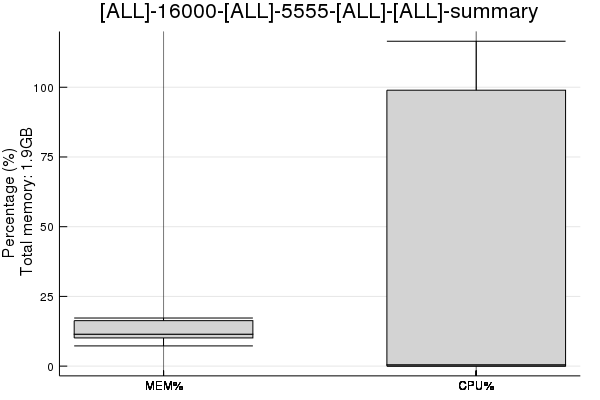 [ALL]-16000-[ALL]-5555-[ALL]-[ALL]-summary
Percentage (%)
Total memory: 1.9GB
100
75
50
25
0
MEM%
CPU%